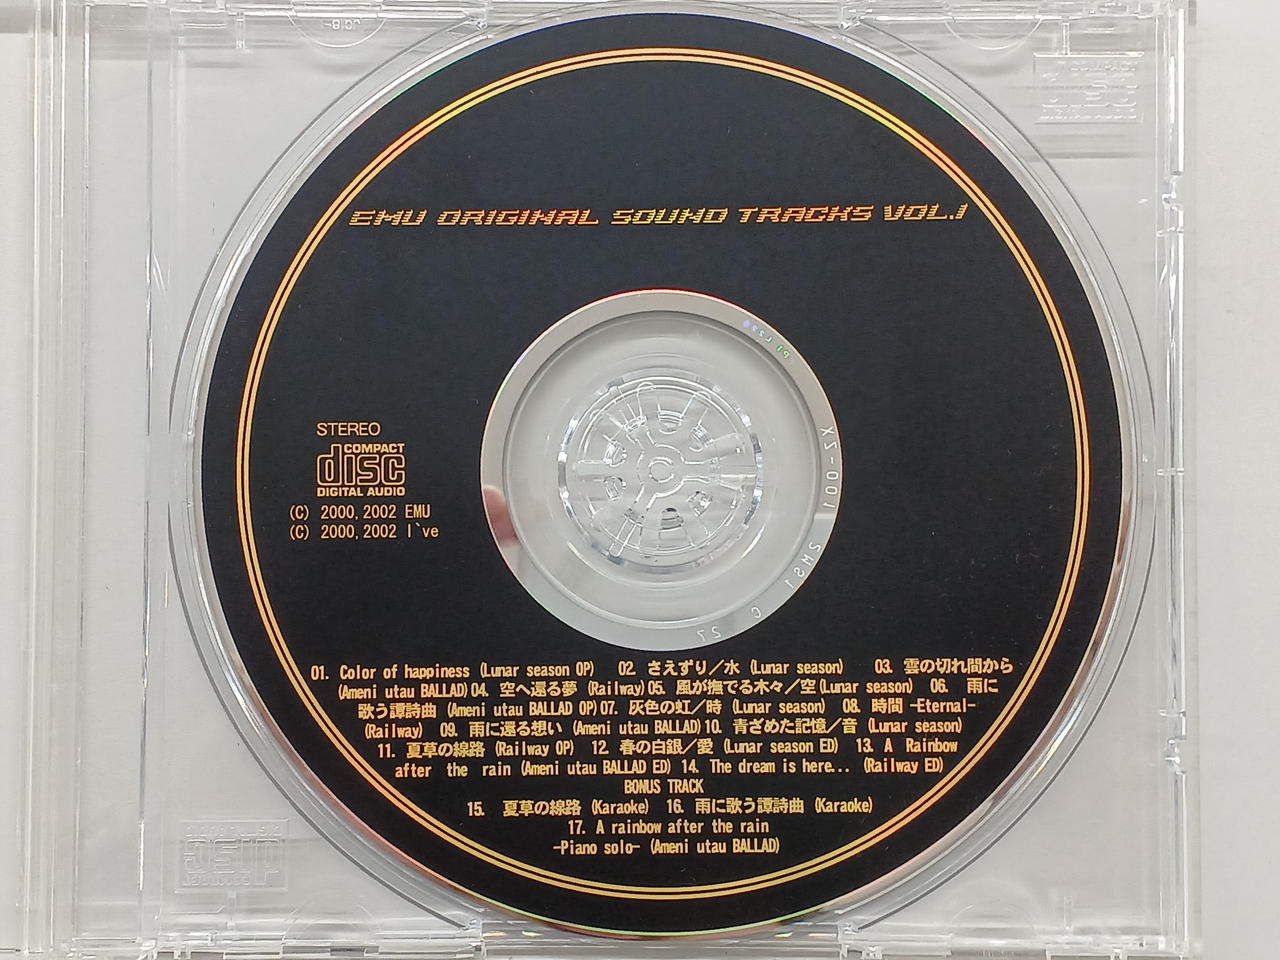 EMU ORIGINAL SOUND TRACKS VOL.1
STEREO
COMPACT
disc
DIGITAL AUDIO
(C) 2000,2002 EMU
(C) 2000,2002 I`ve
01. Color of happiness (Lunar season OP) 02. さえずり／水 (Lunar season) 03. 雲の切れ間から
(Ameni utau BALLAD)04. 空へ還る夢 (Railway)05. 風が撫でる木々／空(Lunar season) 06. 雨に
歌う譚詩曲 (Ameni utau BALLAD OP)07. 灰色の虹／時 (Lunar season) 08. 時間 -Eternal-
(Railway) 09. 雨に還る想い (Ameni utau BALLAD)10. 青ざめた記憶／音 (Lunar season)
11. 夏草の線路 (Railway OP) 12. 春の白銀／愛 (Lunar season ED) 13. A Rainbow
after the rain (Ameni utau BALLAD ED) 14. The dream is here... (Railway ED)
BONUS TRACK
15. 夏草の線路 (Karaoke) 16. 雨に歌う譚詩曲 (Karaoke)
17. A rainbow after the rain
-Piano solo- (Ameni utau BALLAD)